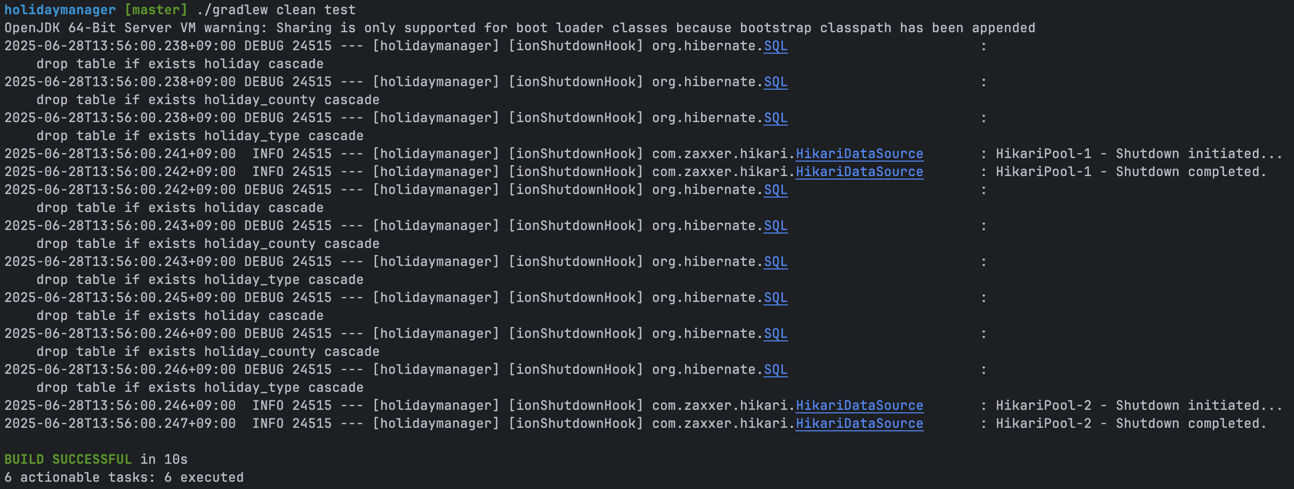 holidaymanager [master] ./gradlew clean test
OpenJDK 64-Bit Server VM warning: Sharing is only supported for boot loader classes because bootstrap classpath has been appended
2025-06-28T13:56:00.238+09:00 DEBUG 24515 --- [holidaymanager] [ionShutdownHook] org.hibernate.SQL                        :
    drop table if exists holiday cascade
2025-06-28T13:56:00.238+09:00 DEBUG 24515 --- [holidaymanager] [ionShutdownHook] org.hibernate.SQL                        :
    drop table if exists holiday_county cascade
2025-06-28T13:56:00.238+09:00 DEBUG 24515 --- [holidaymanager] [ionShutdownHook] org.hibernate.SQL                        :
    drop table if exists holiday_type cascade
2025-06-28T13:56:00.241+09:00  INFO 24515 --- [holidaymanager] [ionShutdownHook] com.zaxxer.hikari.HikariDataSource       : HikariPool-1 - Shutdown initiated...
2025-06-28T13:56:00.242+09:00  INFO 24515 --- [holidaymanager] [ionShutdownHook] com.zaxxer.hikari.HikariDataSource       : HikariPool-1 - Shutdown completed.
2025-06-28T13:56:00.242+09:00 DEBUG 24515 --- [holidaymanager] [ionShutdownHook] org.hibernate.SQL                        :
    drop table if exists holiday cascade
2025-06-28T13:56:00.243+09:00 DEBUG 24515 --- [holidaymanager] [ionShutdownHook] org.hibernate.SQL                        :
    drop table if exists holiday_county cascade
2025-06-28T13:56:00.243+09:00 DEBUG 24515 --- [holidaymanager] [ionShutdownHook] org.hibernate.SQL                        :
    drop table if exists holiday_type cascade
2025-06-28T13:56:00.245+09:00 DEBUG 24515 --- [holidaymanager] [ionShutdownHook] org.hibernate.SQL                        :
    drop table if exists holiday cascade
2025-06-28T13:56:00.246+09:00 DEBUG 24515 --- [holidaymanager] [ionShutdownHook] org.hibernate.SQL                        :
    drop table if exists holiday_county cascade
2025-06-28T13:56:00.246+09:00 DEBUG 24515 --- [holidaymanager] [ionShutdownHook] org.hibernate.SQL                        :
    drop table if exists holiday_type cascade
2025-06-28T13:56:00.246+09:00  INFO 24515 --- [holidaymanager] [ionShutdownHook] com.zaxxer.hikari.HikariDataSource       : HikariPool-2 - Shutdown initiated...
2025-06-28T13:56:00.247+09:00  INFO 24515 --- [holidaymanager] [ionShutdownHook] com.zaxxer.hikari.HikariDataSource       : HikariPool-2 - Shutdown completed.
BUILD SUCCESSFUL in 10s
6 actionable tasks: 6 executed